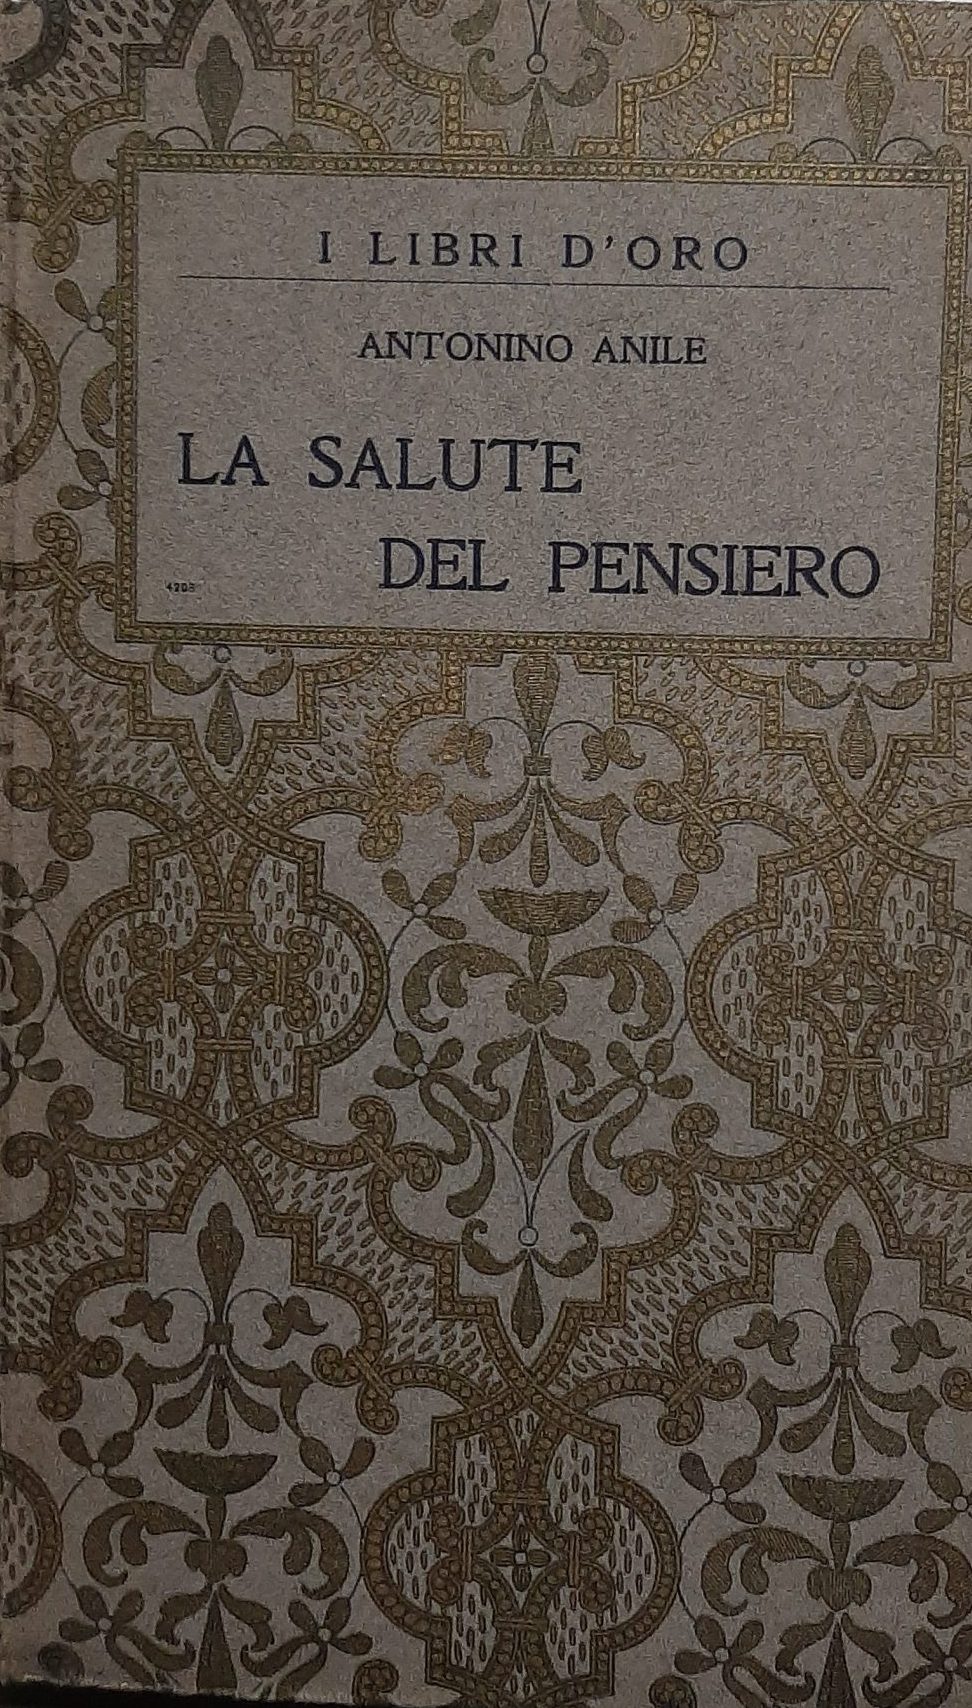 I LIBRI D'ORO
ANTONINO ANILE
LA SALUTE
DEL PENSIERO